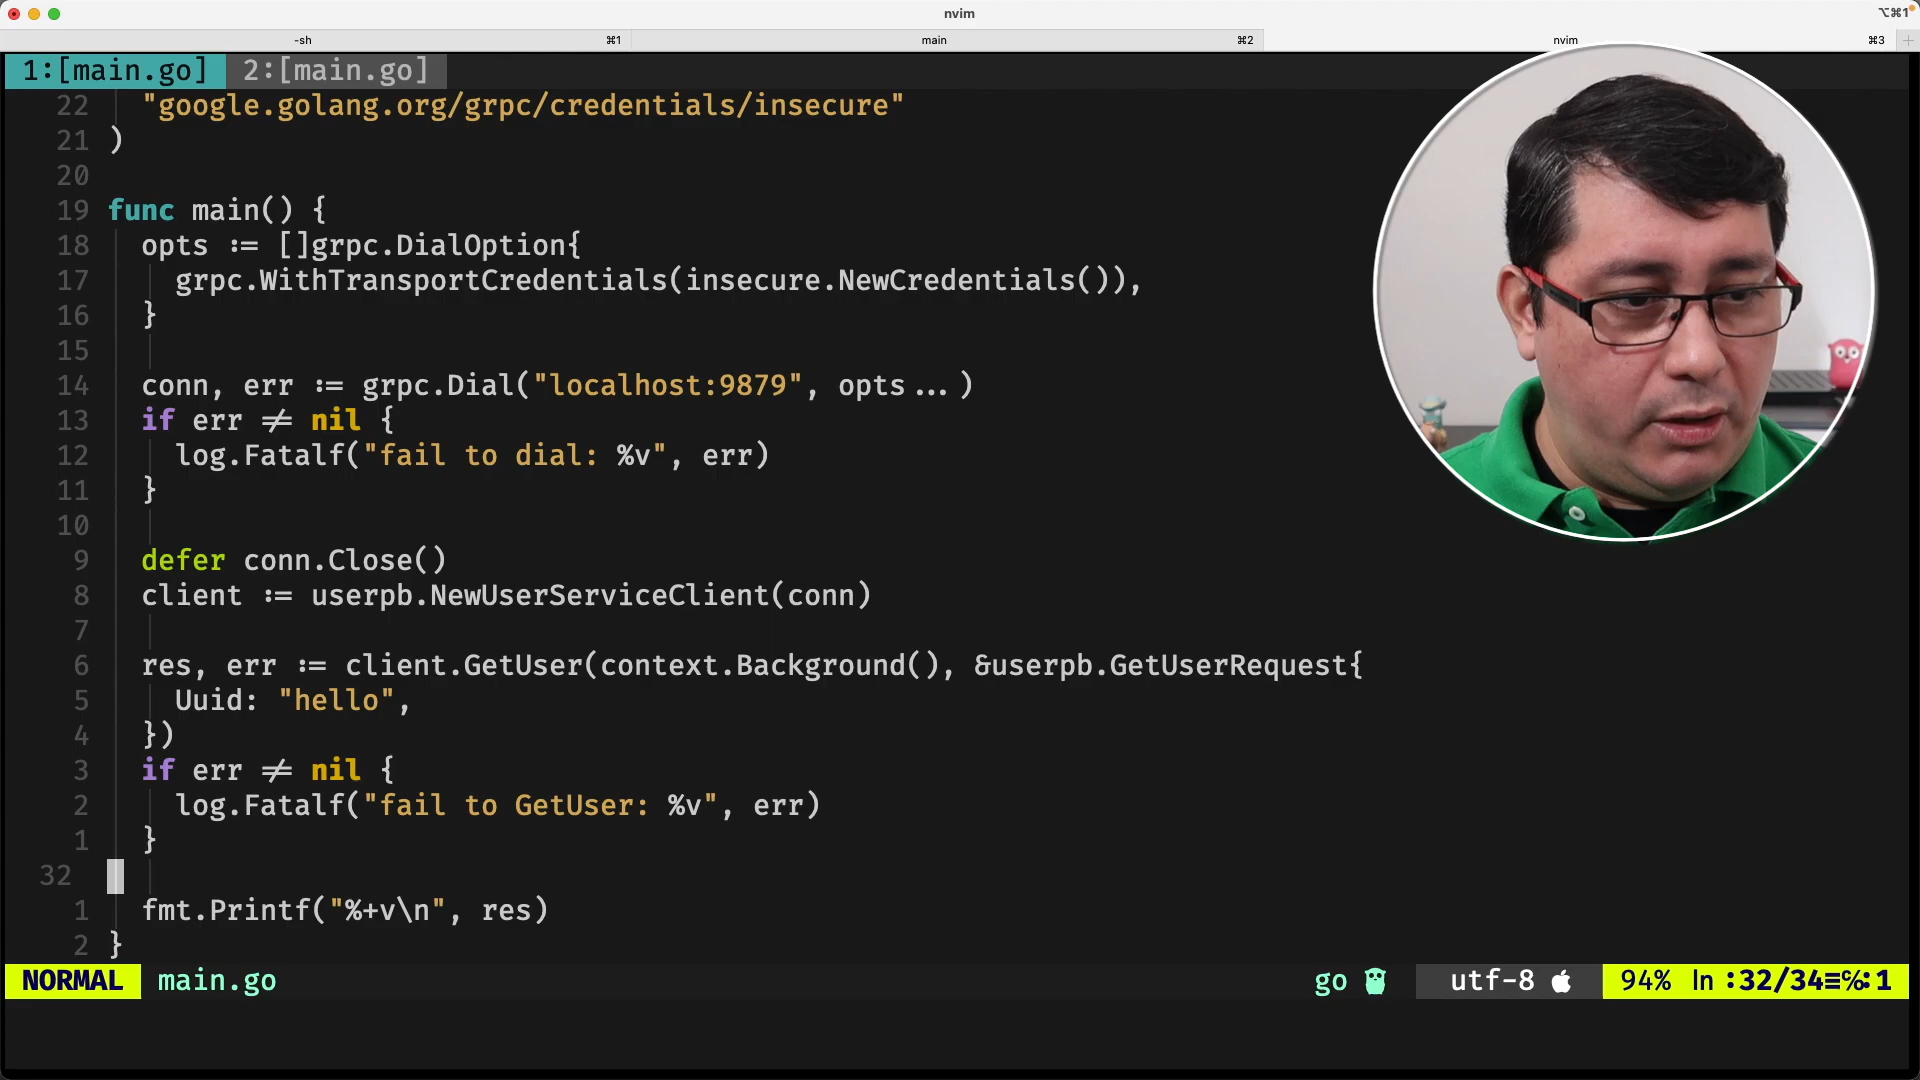 nvim
⌥⌘1
-sh ⌘1 main ⌘2 nvim ⌘3 +
1:[main.go] 2:[main.go]
22 "google.golang.org/grpc/credentials/insecure"
21 )
20
19 func main() {
18 opts := []grpc.DialOption{
17 grpc.WithTransportCredentials(insecure.NewCredentials()),
16 }
15
14 conn, err := grpc.Dial("localhost:9879", opts...)
13 if err != nil {
12 log.Fatalf("fail to dial: %v", err)
11 }
10
9 defer conn.Close()
8 client := userpb.NewUserServiceClient(conn)
7
6 res, err := client.GetUser(context.Background(), &userpb.GetUserRequest{
5 Uuid: "hello",
4 })
3 if err != nil {
2 log.Fatalf("fail to GetUser: %v", err)
1 }
32
1 fmt.Printf("%+v\n", res)
2 }
NORMAL main.go go utf-8 94% ln :32/34≡℅:1